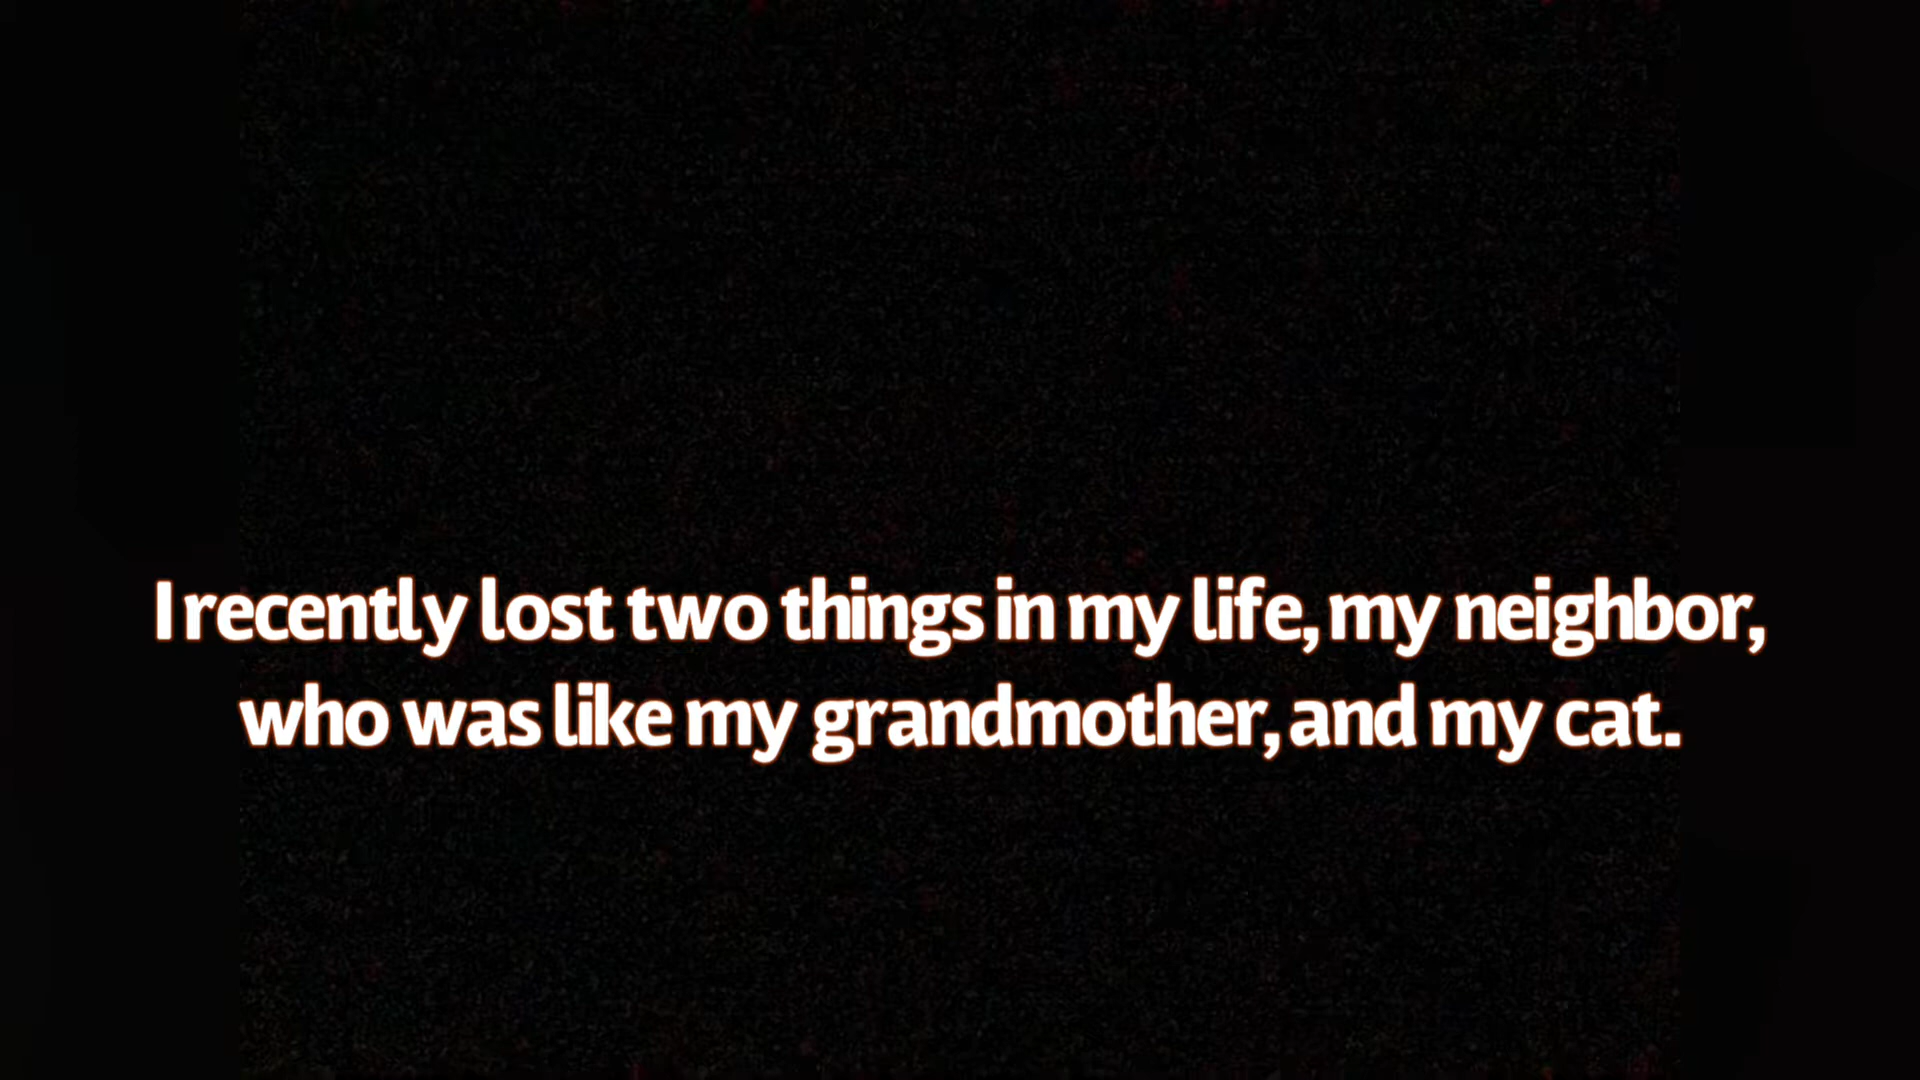 I recently lost two things in my life, my neighbor,
who was like my grandmother, and my cat.